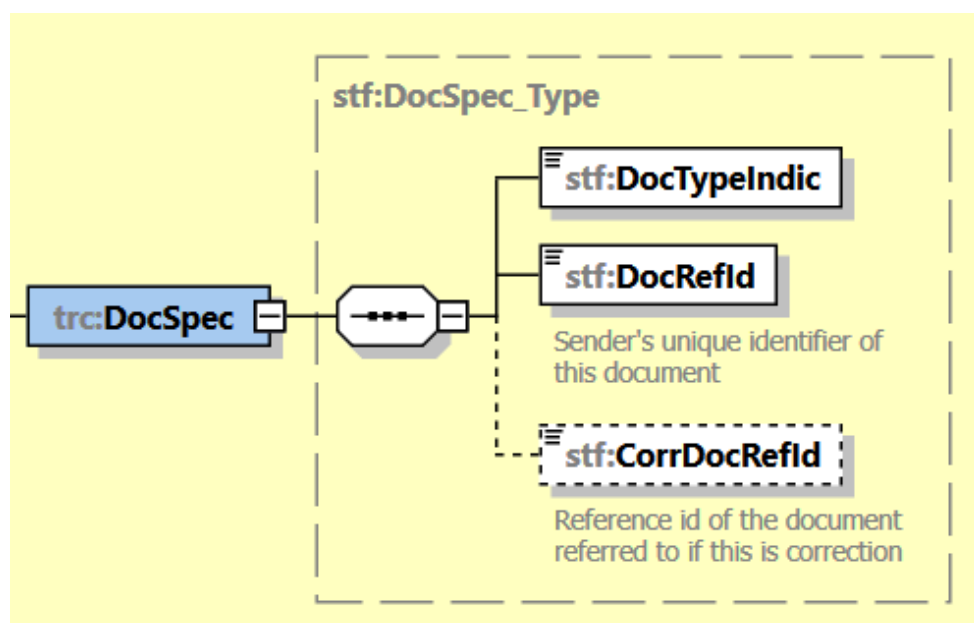 stf:DocSpec_Type
stf:DocTypeIndic
stf:DocRefId
Sender's unique identifier of
this document
trc:DocSpec
stf:CorrDocRefId
Reference id of the document
referred to if this is correction